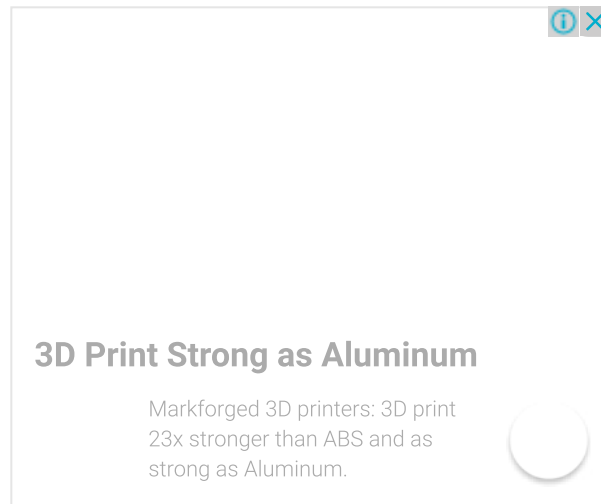 3D Print Strong as Aluminum
Markforged 3D printers: 3D print
23x stronger than ABS and as
strong as Aluminum.